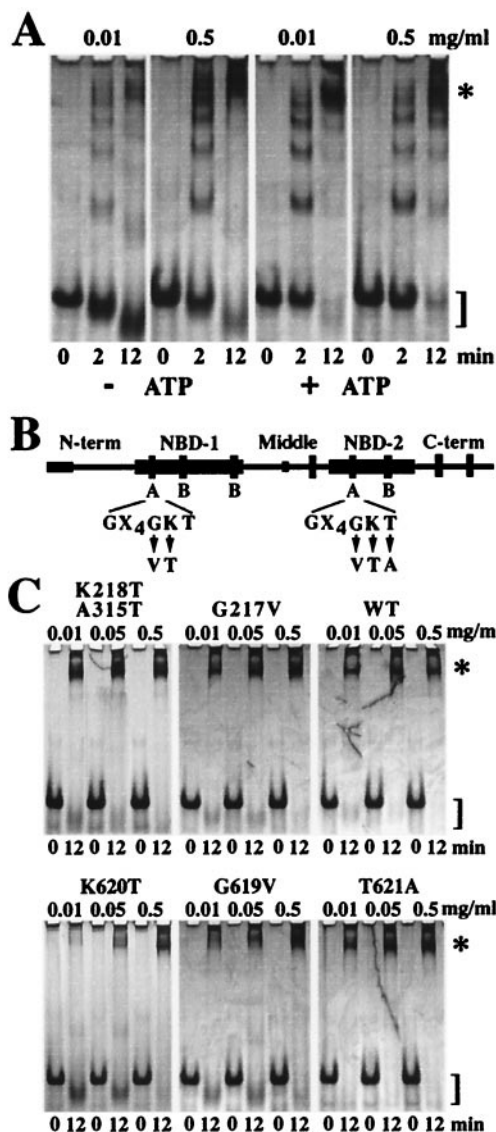 A
0.01 0.5 0.01 0.5 mg/ml
*
]
0 2 12 0 2 12 0 2 12 0 2 12 min
- ATP + ATP
B
N-term NBD-1 Middle NBD-2 C-term
A B B A B
GX4GKT GX4GKT
V T V T A
C
K218T
A315T G217V WT
0.01 0.05 0.5 0.01 0.05 0.5 0.01 0.05 0.5 mg/m
*
]
0 12 0 12 0 12 0 12 0 12 0 12 0 12 0 12 0 12 min
K620T G619V T621A
0.01 0.05 0.5 0.01 0.05 0.5 0.01 0.05 0.5 mg/ml
*
]
0 12 0 12 0 12 0 12 0 12 0 12 0 12 0 12 0 12 min